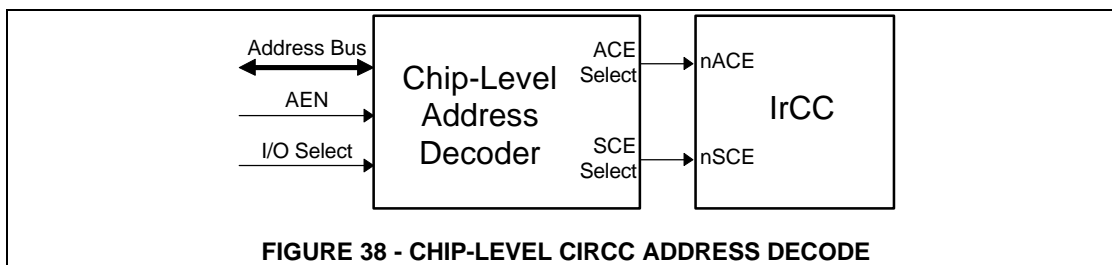 Address Bus
AEN
I/O Select
Chip-Level
Address
Decoder
ACE
Select
SCE
Select
nACE
nSCE
IrCC
FIGURE 38 - CHIP-LEVEL CIRCC ADDRESS DECODE